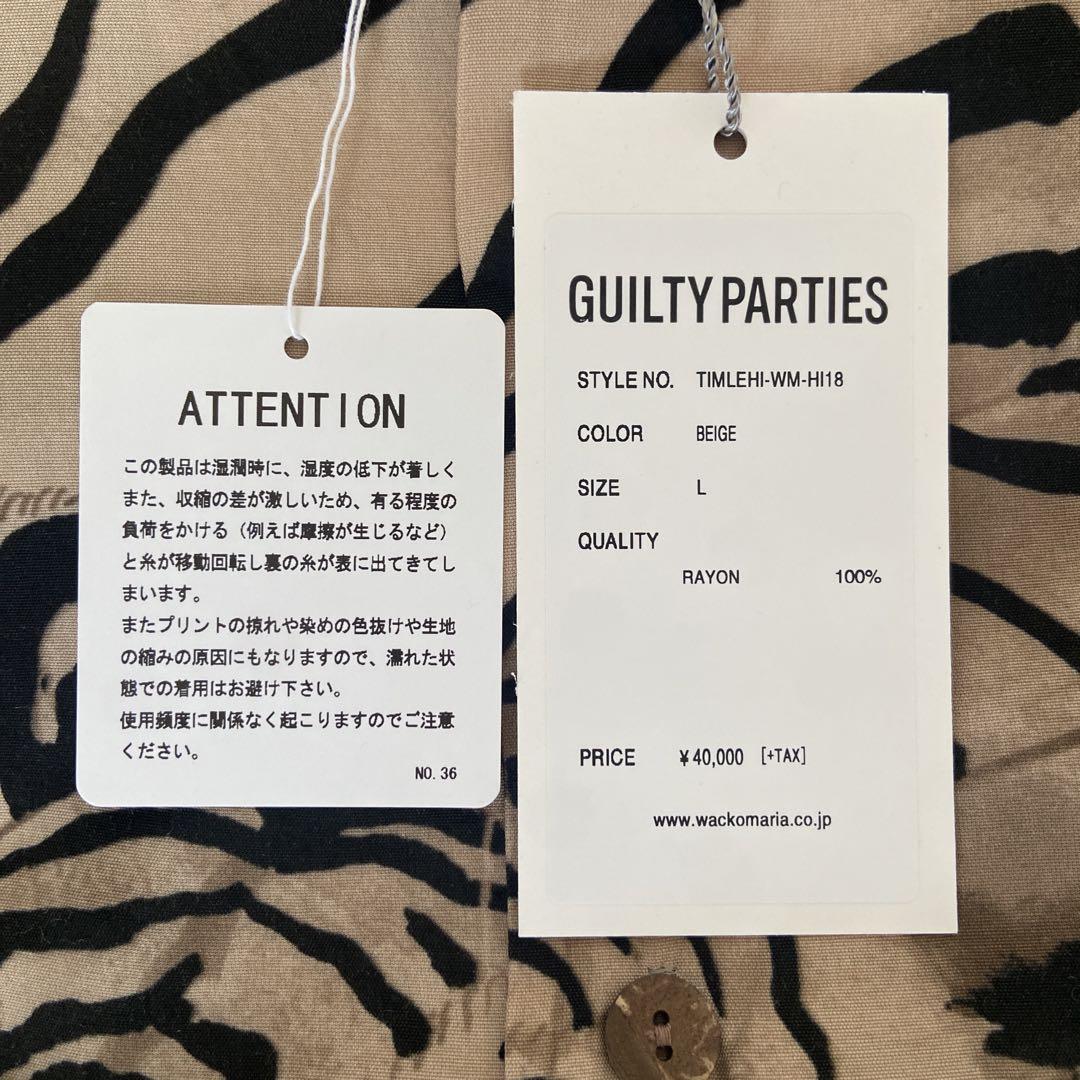 ATTENTION
この製品は湿潤時に、湿度の低下が著しく
また、収縮の差が激しいため、有る程度の
負荷をかける（例えば摩擦が生じるなど）
と糸が移動回転し裏の糸が表に出てきてし
まいます。
またプリントの掠れや染めの色抜けや生地
の縮みの原因にもなりますので、濡れた状
態での着用はお避け下さい。
使用頻度に関係なく起こりますのでご注意
ください。
NO. 36
GUILTY PARTIES
STYLE NO. TIMLEHI-WM-HI18
COLOR BEIGE
SIZE L
QUALITY
RAYON 100%
PRICE ¥40,000 [+TAX]
www.wackomaria.co.jp